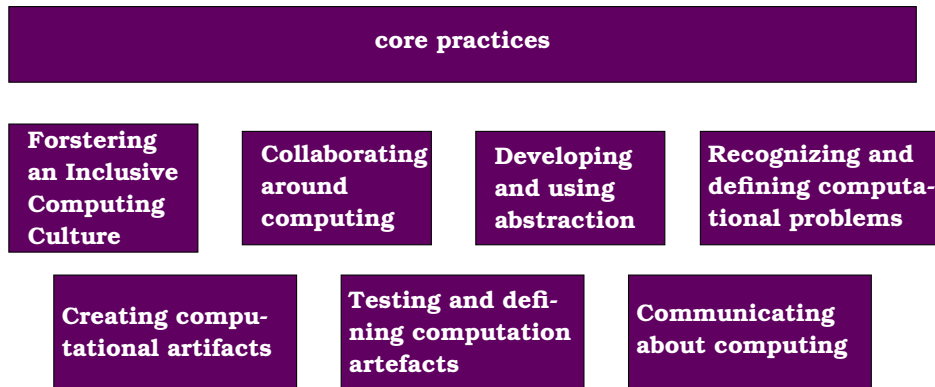 core practices
Forstering
an Inclusive
Computing
Culture
Collaborating
around
computing
Developing
and using
abstraction
Recognizing and
defining computa-
tional problems
Creating compu-
tational artifacts
Testing and defi-
ning computation
artefacts
Communicating
about computing